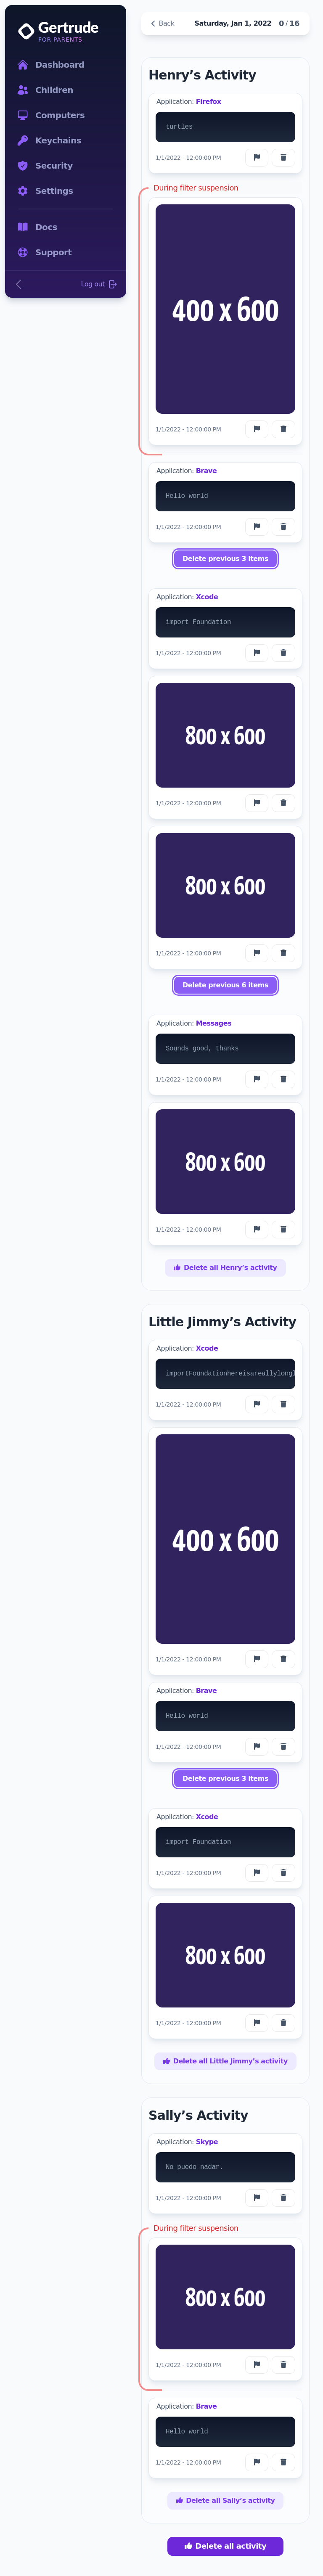 Gertrude
FOR PARENTS
Dashboard
Children
Computers
Keychains
Security
Settings
Docs
Support
Log out
Back
Saturday, Jan 1, 2022 0 / 16
Henry’s Activity
Application: Firefox
turtles
1/1/2022 - 12:00:00 PM
During filter suspension
400 x 600
1/1/2022 - 12:00:00 PM
Application: Brave
Hello world
1/1/2022 - 12:00:00 PM
Delete previous 3 items
Application: Xcode
import Foundation
1/1/2022 - 12:00:00 PM
800 x 600
1/1/2022 - 12:00:00 PM
800 x 600
1/1/2022 - 12:00:00 PM
Delete previous 6 items
Application: Messages
Sounds good, thanks
1/1/2022 - 12:00:00 PM
800 x 600
1/1/2022 - 12:00:00 PM
Delete all Henry’s activity
Little Jimmy’s Activity
Application: Xcode
importFoundationhereisareallylongl
1/1/2022 - 12:00:00 PM
400 x 600
1/1/2022 - 12:00:00 PM
Application: Brave
Hello world
1/1/2022 - 12:00:00 PM
Delete previous 3 items
Application: Xcode
import Foundation
1/1/2022 - 12:00:00 PM
800 x 600
1/1/2022 - 12:00:00 PM
Delete all Little Jimmy’s activity
Sally’s Activity
Application: Skype
No puedo nadar.
1/1/2022 - 12:00:00 PM
During filter suspension
800 x 600
1/1/2022 - 12:00:00 PM
Application: Brave
Hello world
1/1/2022 - 12:00:00 PM
Delete all Sally’s activity
Delete all activity